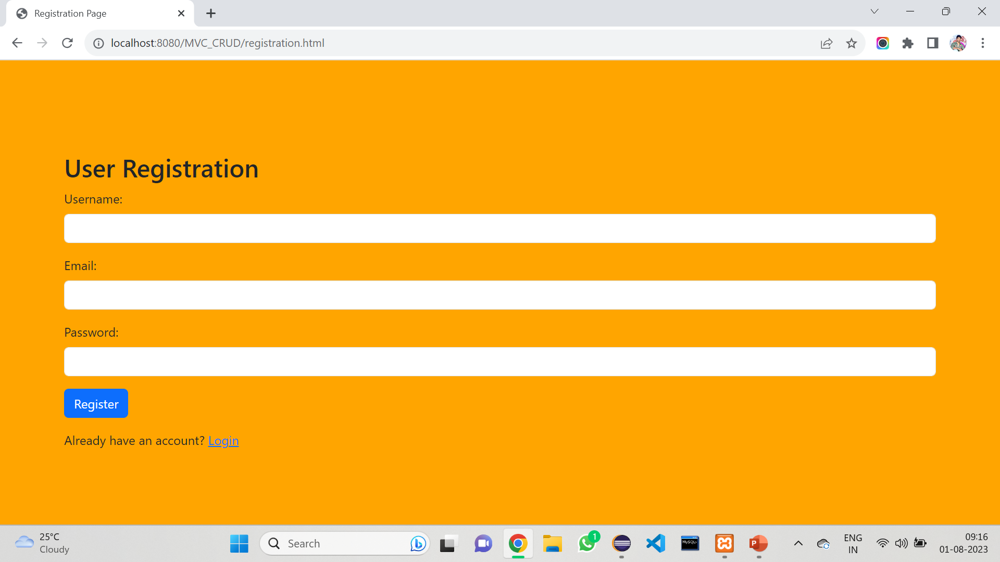 Registration Page
localhost:8080/MVC_CRUD/registration.html
User Registration
Username:
Email:
Password:
Register
Already have an account? Login
25°C
Cloudy
Search
1
MySQL
P
ENG
IN
09:16
01-08-2023